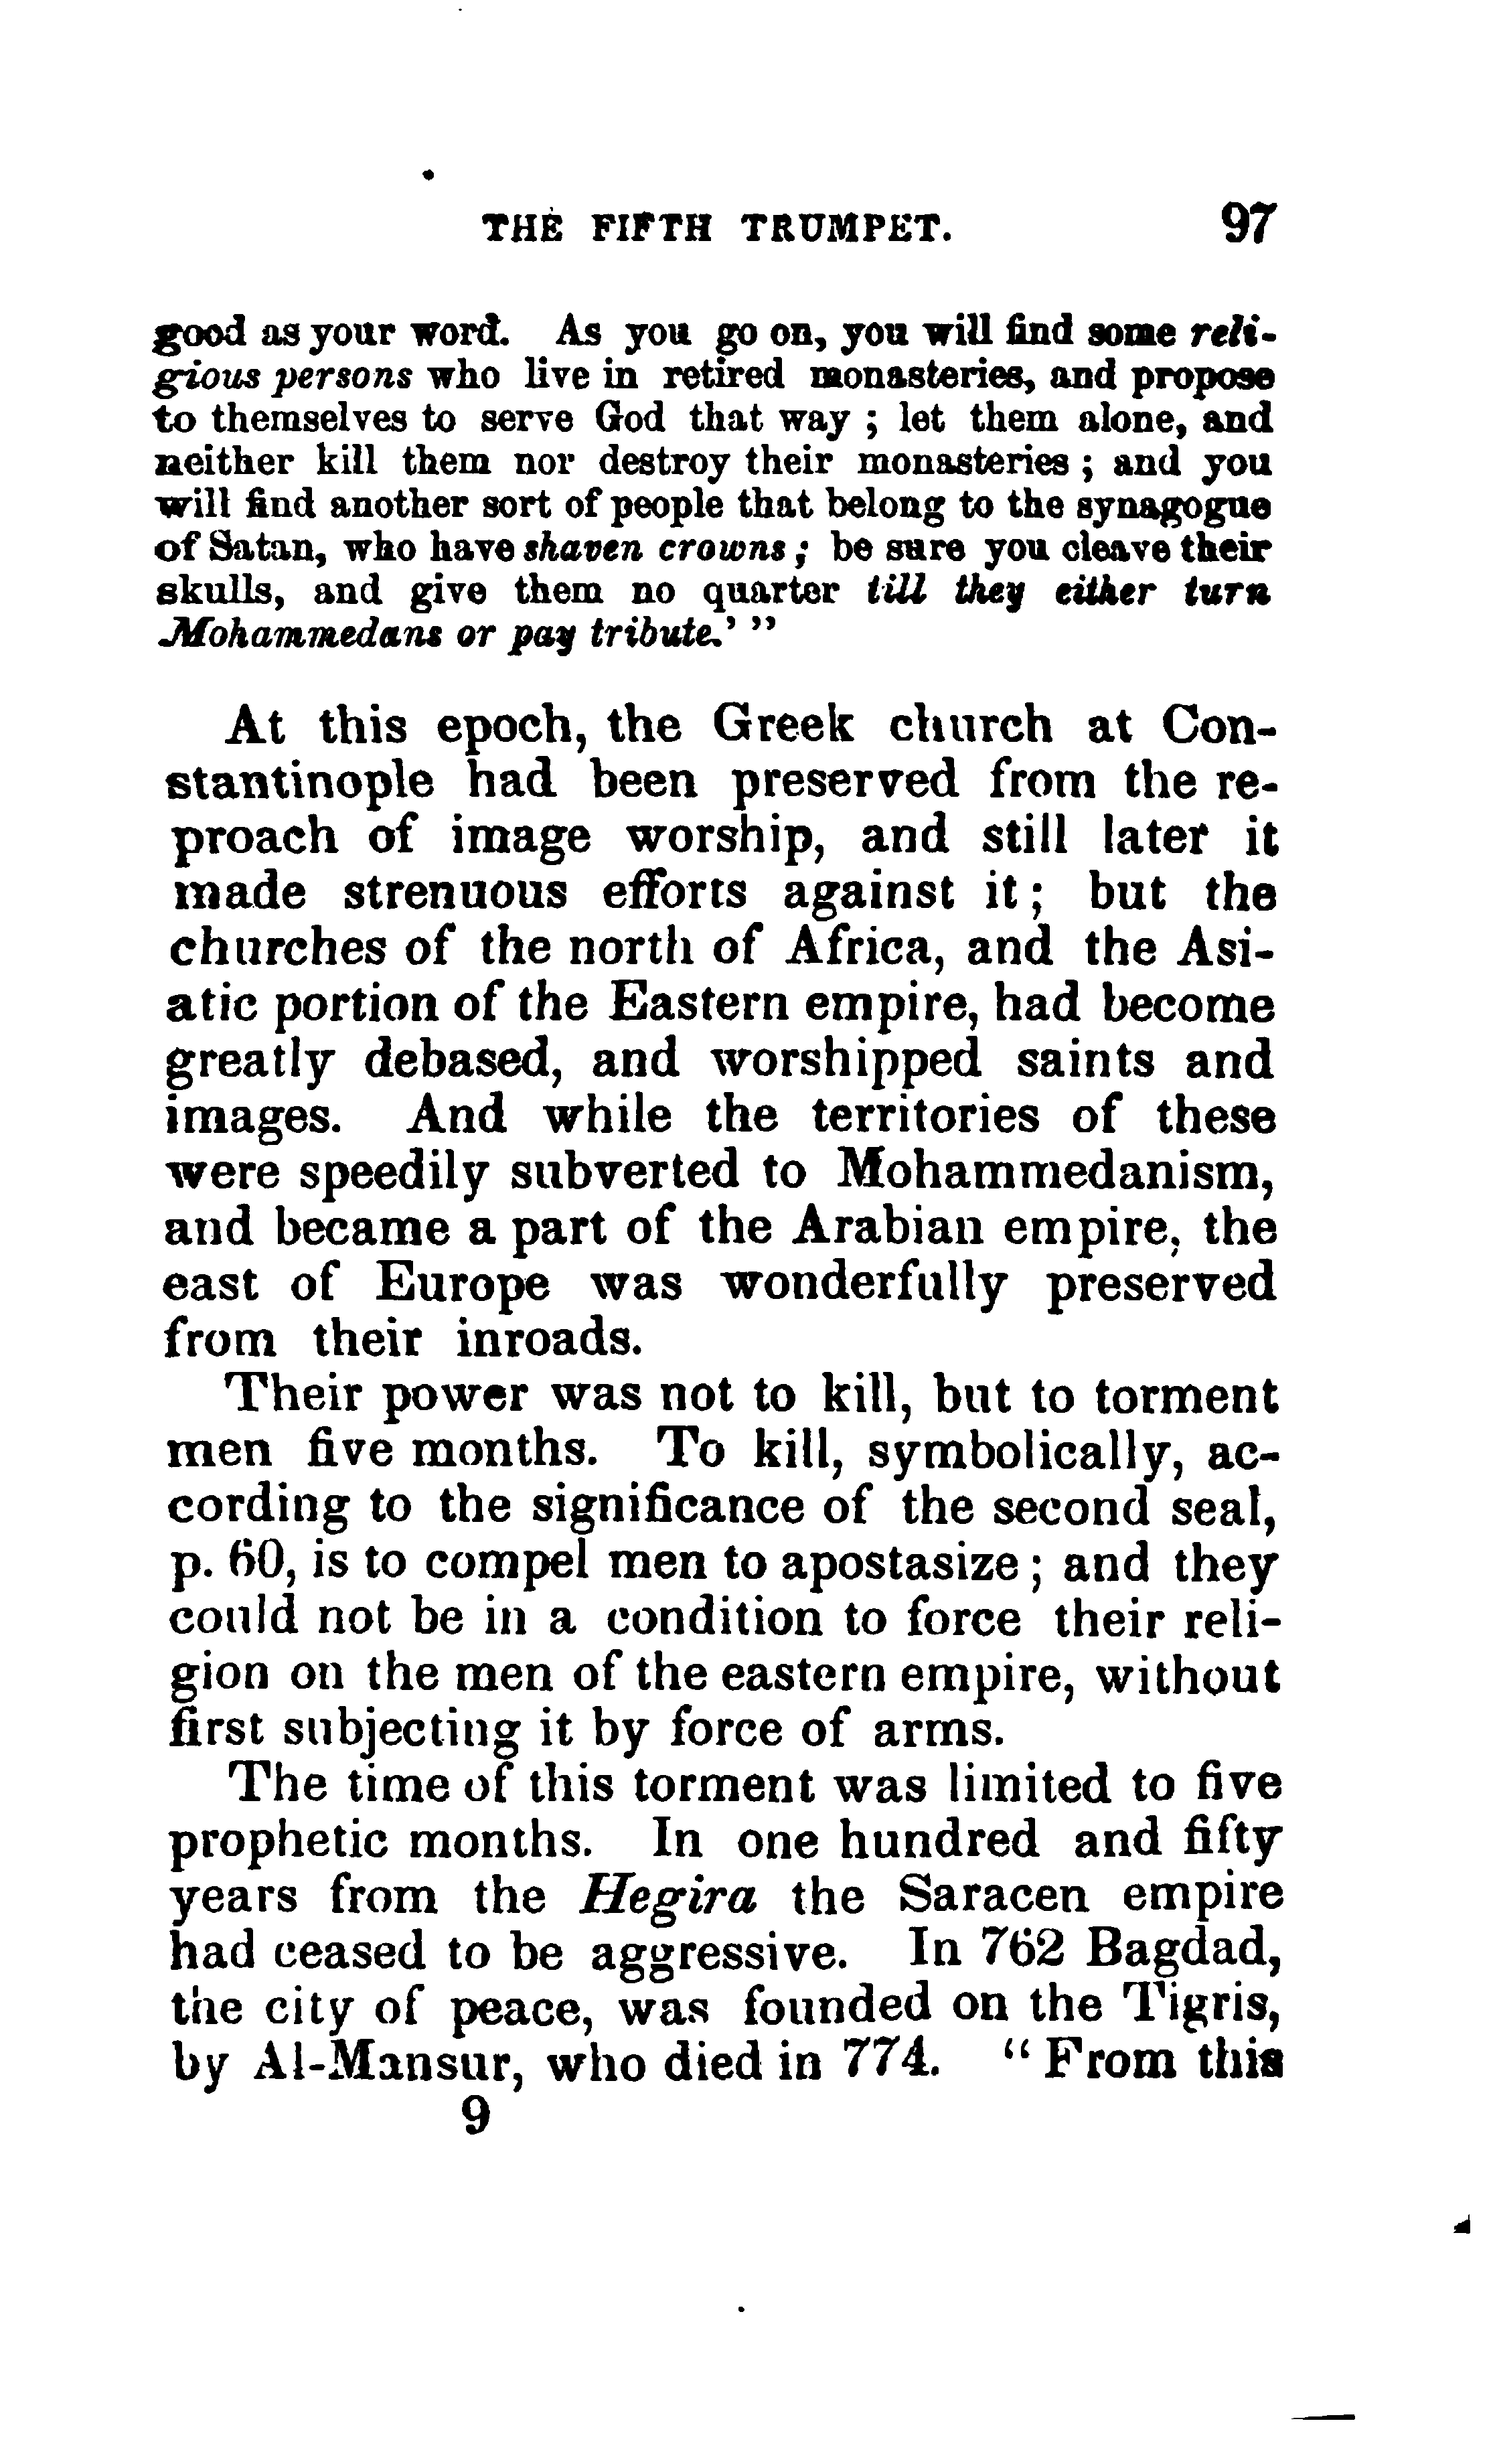 THE FIFTH TRUMPET. 97
good as your word. As you go on, you will find some reli-
gious persons who live in retired monasteries, and propose
to themselves to serve God that way ; let them alone, and
neither kill them nor destroy their monasteries ; and you
will find another sort of people that belong to the synagogue
of Satan, who have shaven crowns ; be sure you cleave their
skulls, and give them no quarter till they either turn
Mohammedans or pay tribute.' "
At this epoch, the Greek church at Con-
stantinople had been preserved from the re-
proach of image worship, and still later it
made strenuous efforts against it ; but the
churches of the north of Africa, and the Asi-
atic portion of the Eastern empire, had become
greatly debased, and worshipped saints and
images. And while the territories of these
were speedily subverted to Mohammedanism,
and became a part of the Arabian empire, the
east of Europe was wonderfully preserved
from their inroads.
Their power was not to kill, but to torment
men five months. To kill, symbolically, ac-
cording to the significance of the second seal,
p. 60, is to compel men to apostasize ; and they
could not be in a condition to force their reli-
gion on the men of the eastern empire, without
first subjecting it by force of arms.
The time of this torment was limited to five
prophetic months. In one hundred and fifty
years from the Hegira the Saracen empire
had ceased to be aggressive. In 762 Bagdad,
the city of peace, was founded on the Tigris,
by Al-Mansur, who died in 774. " From this
9